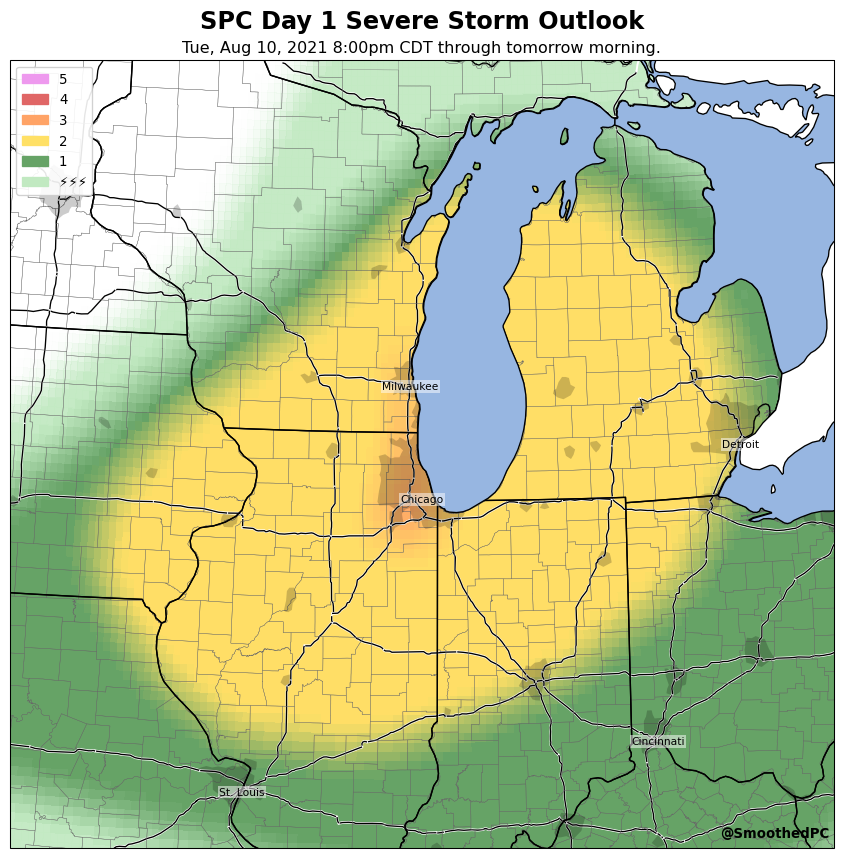 SPC Day 1 Severe Storm Outlook
Tue, Aug 10, 2021 8:00pm CDT through tomorrow morning.
5
4
3
2
1
⚡⚡⚡
Milwaukee
Detroit
Chicago
Cincinnati
St. Louis
@SmoothedPC